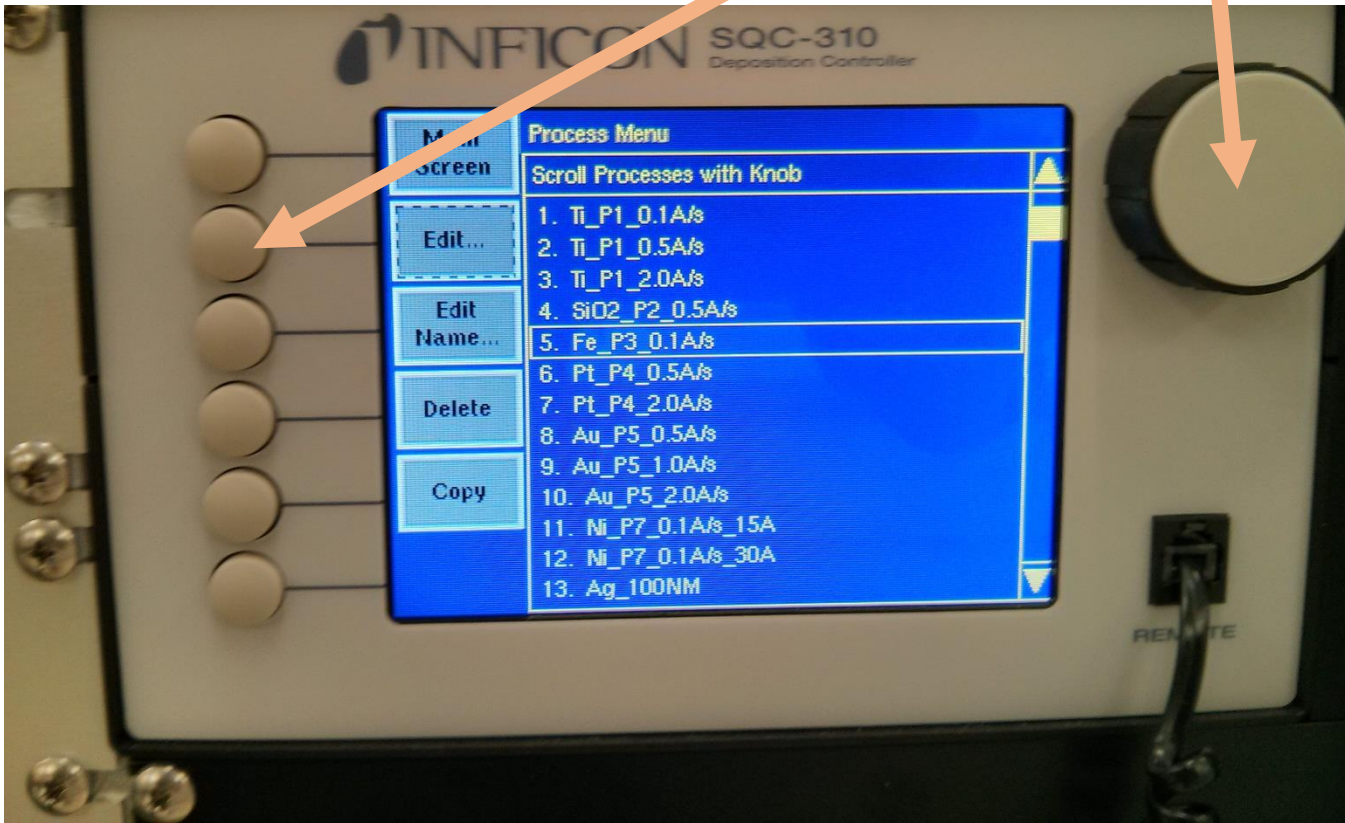 INFICON SQC-310
Deposition Controller
Main
Screen
Edit...
Edit
Name...
Delete
Copy
Process Menu
Scroll Processes with Knob
1. Ti_P1_0.1A/s
2. Ti_P1_0.5A/s
3. Ti_P1_2.0A/s
4. SiO2_P2_0.5A/s
5. Fe_P3_0.1A/s
6. Pt_P4_0.5A/s
7. Pt_P4_2.0A/s
8. Au_P5_0.5A/s
9. Au_P5_1.0A/s
10. Au_P5_2.0A/s
11. Ni_P7_0.1A/s_15A
12. Ni_P7_0.1A/s_30A
13. Ag_100NM
REMOTE